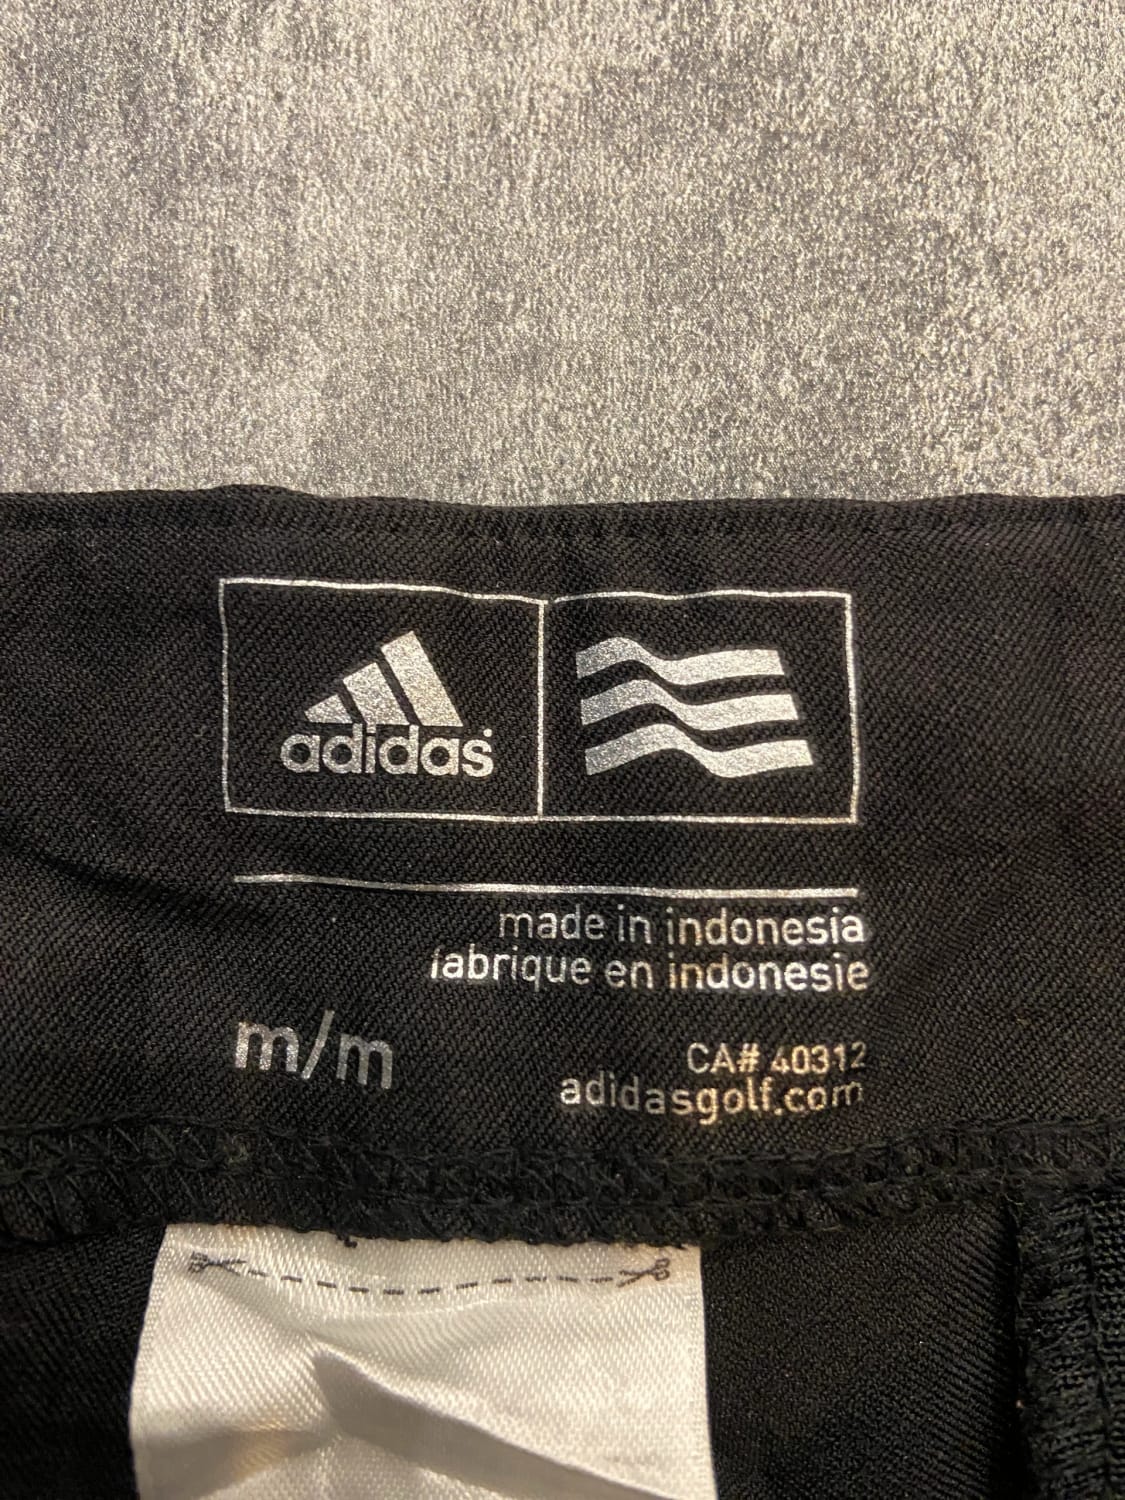 adidas
made in indonesia
fabrique en indonesie
m/m
CA# 40312
adidasgolf.com